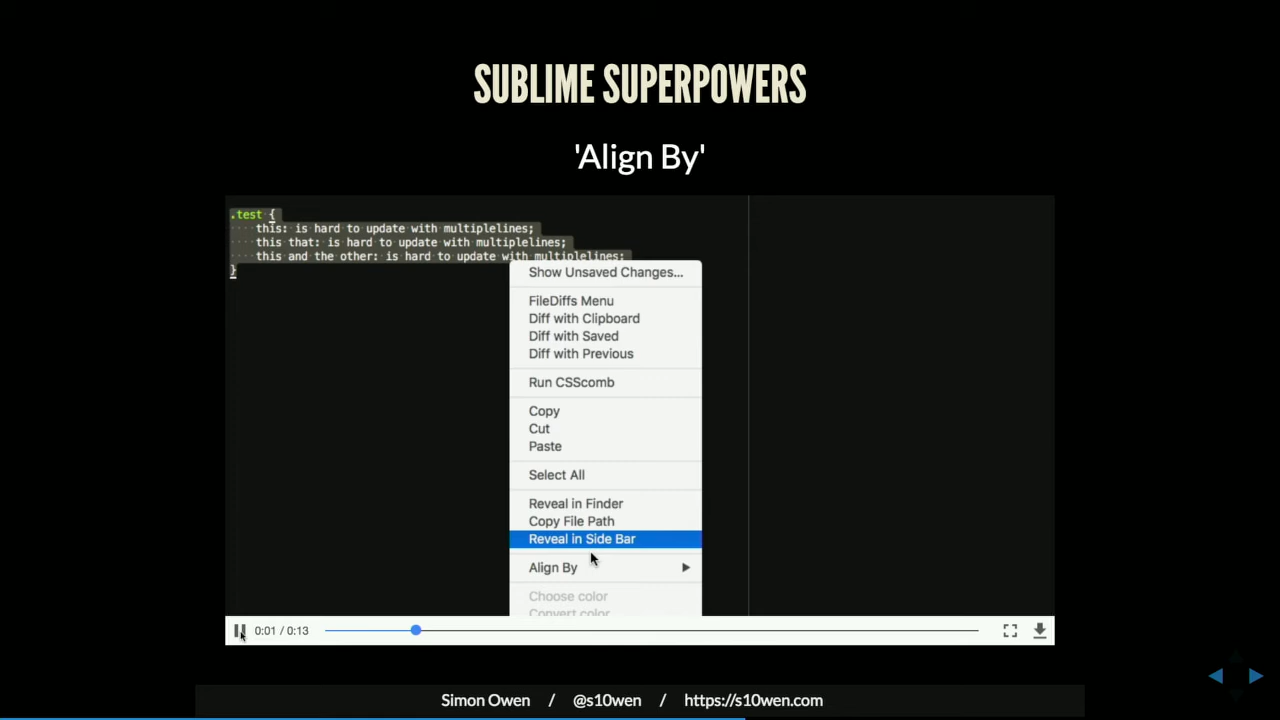 SUBLIME SUPERPOWERS
'Align By'
.test {
this: is hard to update with multiplelines;
this that: is hard to update with multiplelines;
this and the other: is hard to update with multiplelines;
}
Show Unsaved Changes...
FileDiffs Menu
Diff with Clipboard
Diff with Saved
Diff with Previous
Run CSScomb
Copy
Cut
Paste
Select All
Reveal in Finder
Copy File Path
Reveal in Side Bar
Align By
Choose color
Convert color
0:01 / 0:13
Simon Owen / @s10wen / https://s10wen.com